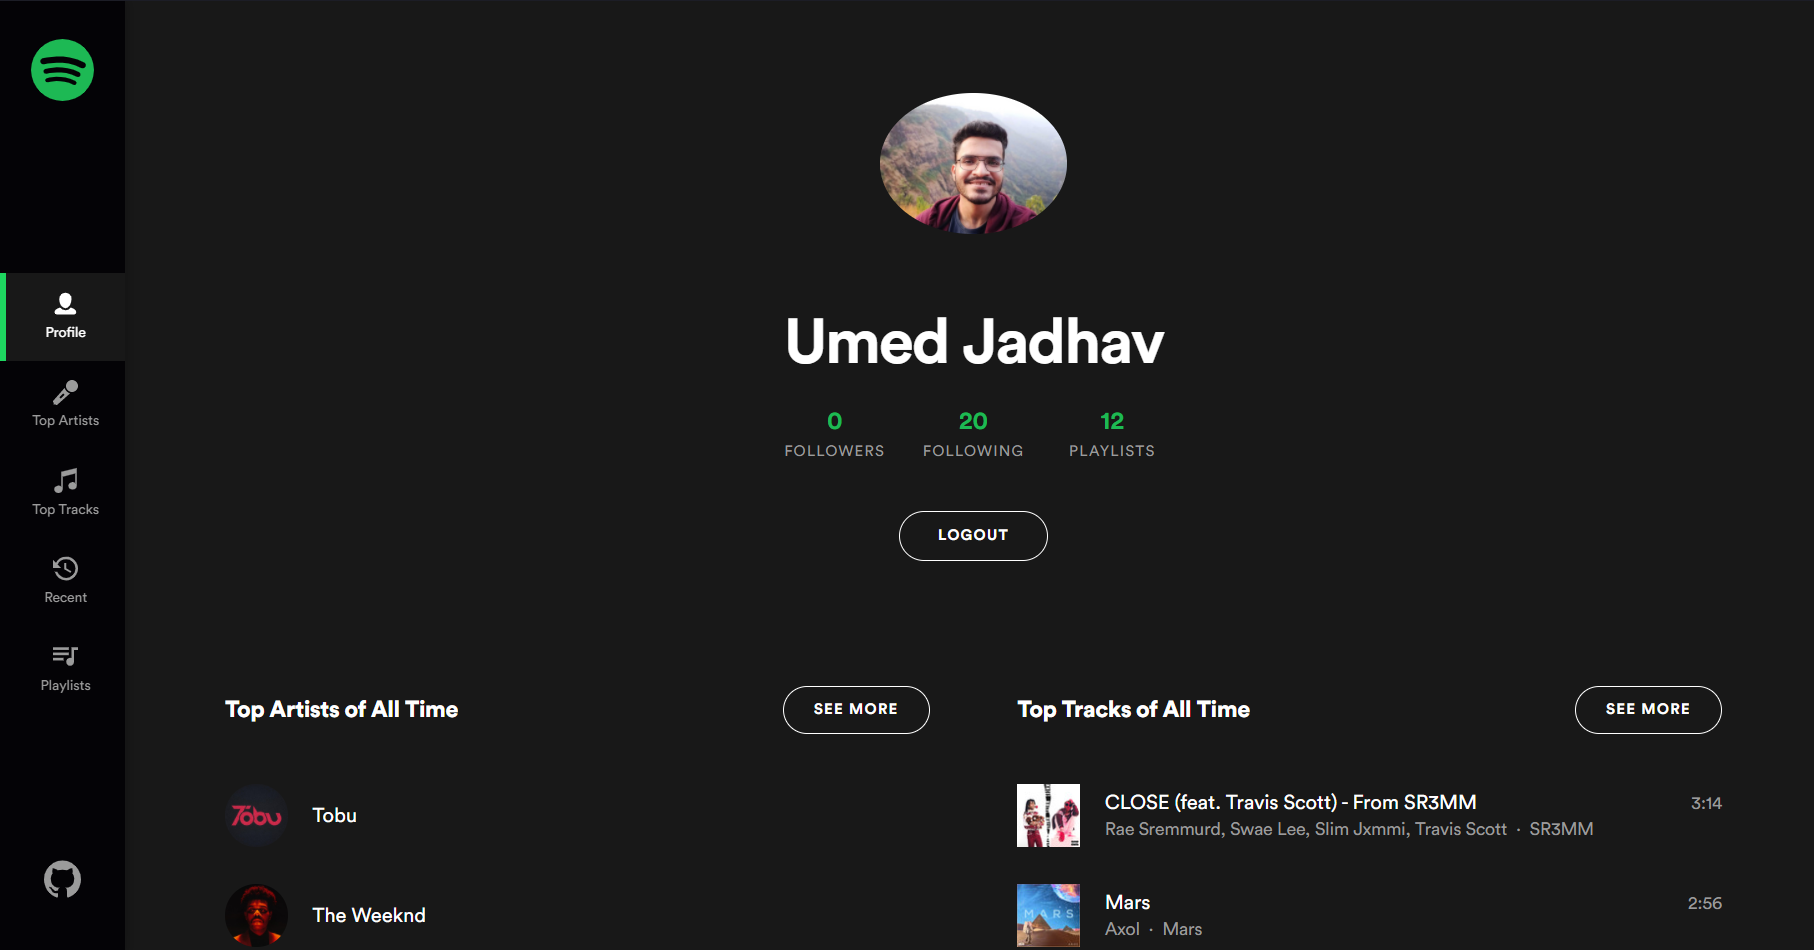 Profile
Top Artists
Top Tracks
Recent
Playlists
Umed Jadhav
0 20 12
FOLLOWERS FOLLOWING PLAYLISTS
LOGOUT
Top Artists of All Time
SEE MORE
Tobu
Tobu
The Weeknd
Top Tracks of All Time
SEE MORE
CLOSE (feat. Travis Scott) - From SR3MM 3:14
Rae Sremmurd, Swae Lee, Slim Jxmmi, Travis Scott · SR3MM
MARS
Mars 2:56
Axol · Mars